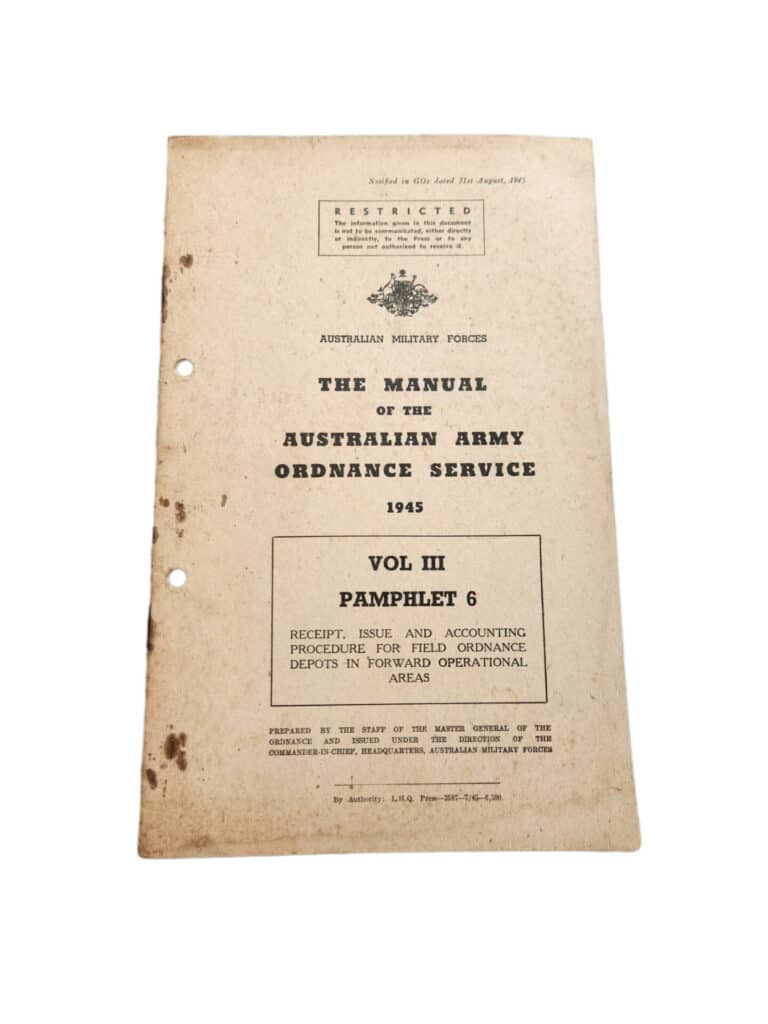 Notified in GOs dated 31st August, 1945
RESTRICTED
The information given in this document
is not to be communicated, either directly
or indirectly, to the Press or to any
person not authorized to receive it.
AUSTRALIAN MILITARY FORCES
THE MANUAL
OF THE
AUSTRALIAN ARMY
ORDNANCE SERVICE
1945
VOL III
PAMPHLET 6
RECEIPT, ISSUE AND ACCOUNTING
PROCEDURE FOR FIELD ORDNANCE
DEPOTS IN FORWARD OPERATIONAL
AREAS
PREPARED BY THE STAFF OF THE MASTER GENERAL OF THE
ORDNANCE AND ISSUED UNDER THE DIRECTION OF THE
COMMANDER-IN-CHIEF, HEADQUARTERS, AUSTRALIAN MILITARY FORCES
By Authority: L.H.Q. Press